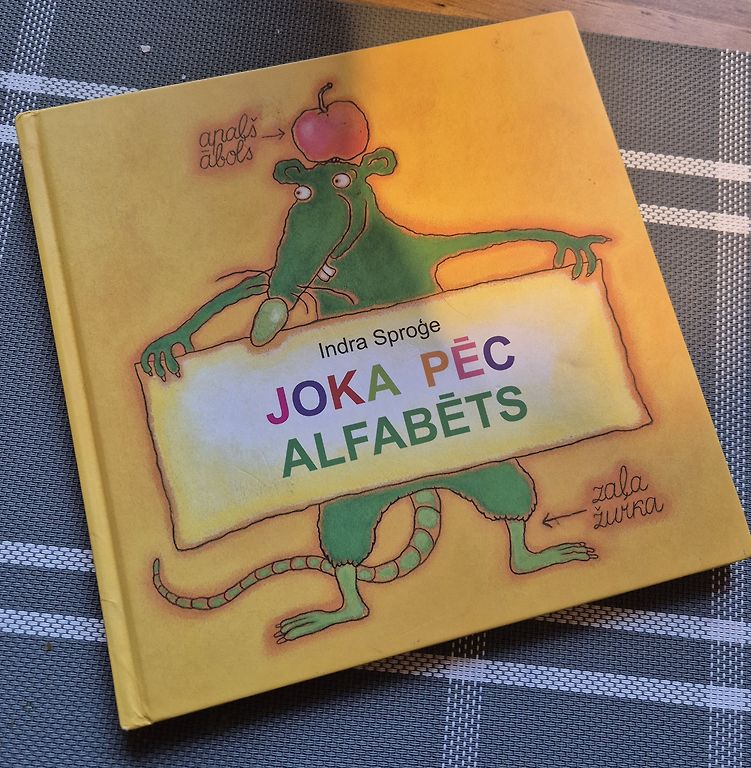 apaļš
ābols
Indra Sproģe
JOKA PĒC
ALFABĒTS
zaļa
žurka